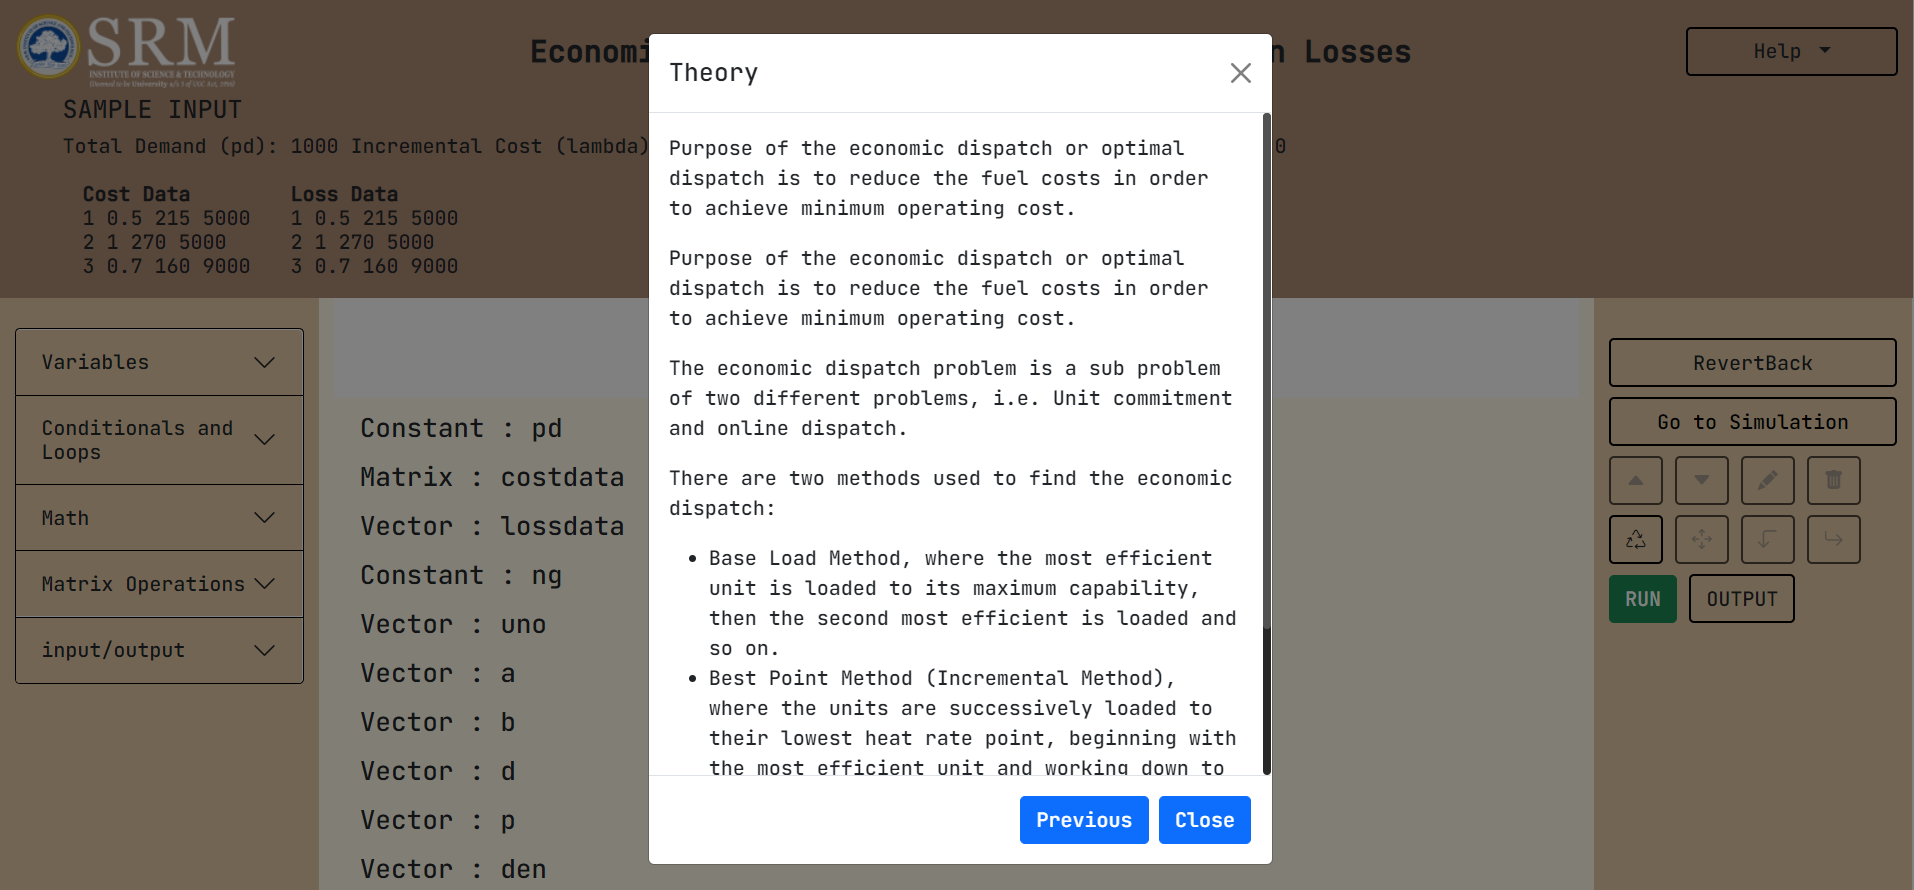 SRM
INSTITUTE OF SCIENCE & TECHNOLOGY
(Deemed to be University u/s 3 of UGC Act, 1956)
Economi
n Losses
Help
SAMPLE INPUT
Total Demand (pd): 1000 Incremental Cost (lambda)
0
Cost Data
1 0.5 215 5000
2 1 270 5000
3 0.7 160 9000
Loss Data
1 0.5 215 5000
2 1 270 5000
3 0.7 160 9000
Variables
Conditionals and
Loops
Math
Matrix Operations
input/output
Constant : pd
Matrix : costdata
Vector : lossdata
Constant : ng
Vector : uno
Vector : a
Vector : b
Vector : d
Vector : p
Vector : den
Theory
Purpose of the economic dispatch or optimal
dispatch is to reduce the fuel costs in order
to achieve minimum operating cost.
Purpose of the economic dispatch or optimal
dispatch is to reduce the fuel costs in order
to achieve minimum operating cost.
The economic dispatch problem is a sub problem
of two different problems, i.e. Unit commitment
and online dispatch.
There are two methods used to find the economic
dispatch:
• Base Load Method, where the most efficient
unit is loaded to its maximum capability,
then the second most efficient is loaded and
so on.
• Best Point Method (Incremental Method),
where the units are successively loaded to
their lowest heat rate point, beginning with
the most efficient unit and working down to
Previous
Close
RevertBack
Go to Simulation
RUN
OUTPUT